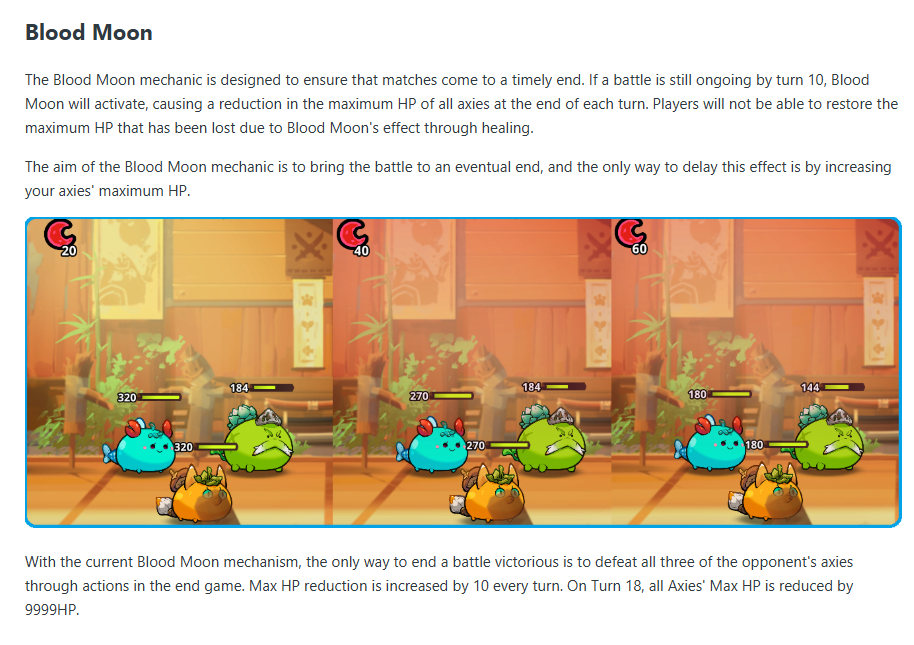 Blood Moon
The Blood Moon mechanic is designed to ensure that matches come to a timely end. If a battle is still ongoing by turn 10, Blood
Moon will activate, causing a reduction in the maximum HP of all axies at the end of each turn. Players will not be able to restore the
maximum HP that has been lost due to Blood Moon's effect through healing.
The aim of the Blood Moon mechanic is to bring the battle to an eventual end, and the only way to delay this effect is by increasing
your axies' maximum HP.
20
184
320
320
40
184
270
270
60
144
180
180
With the current Blood Moon mechanism, the only way to end a battle victorious is to defeat all three of the opponent's axies
through actions in the end game. Max HP reduction is increased by 10 every turn. On Turn 18, all Axies' Max HP is reduced by
9999HP.